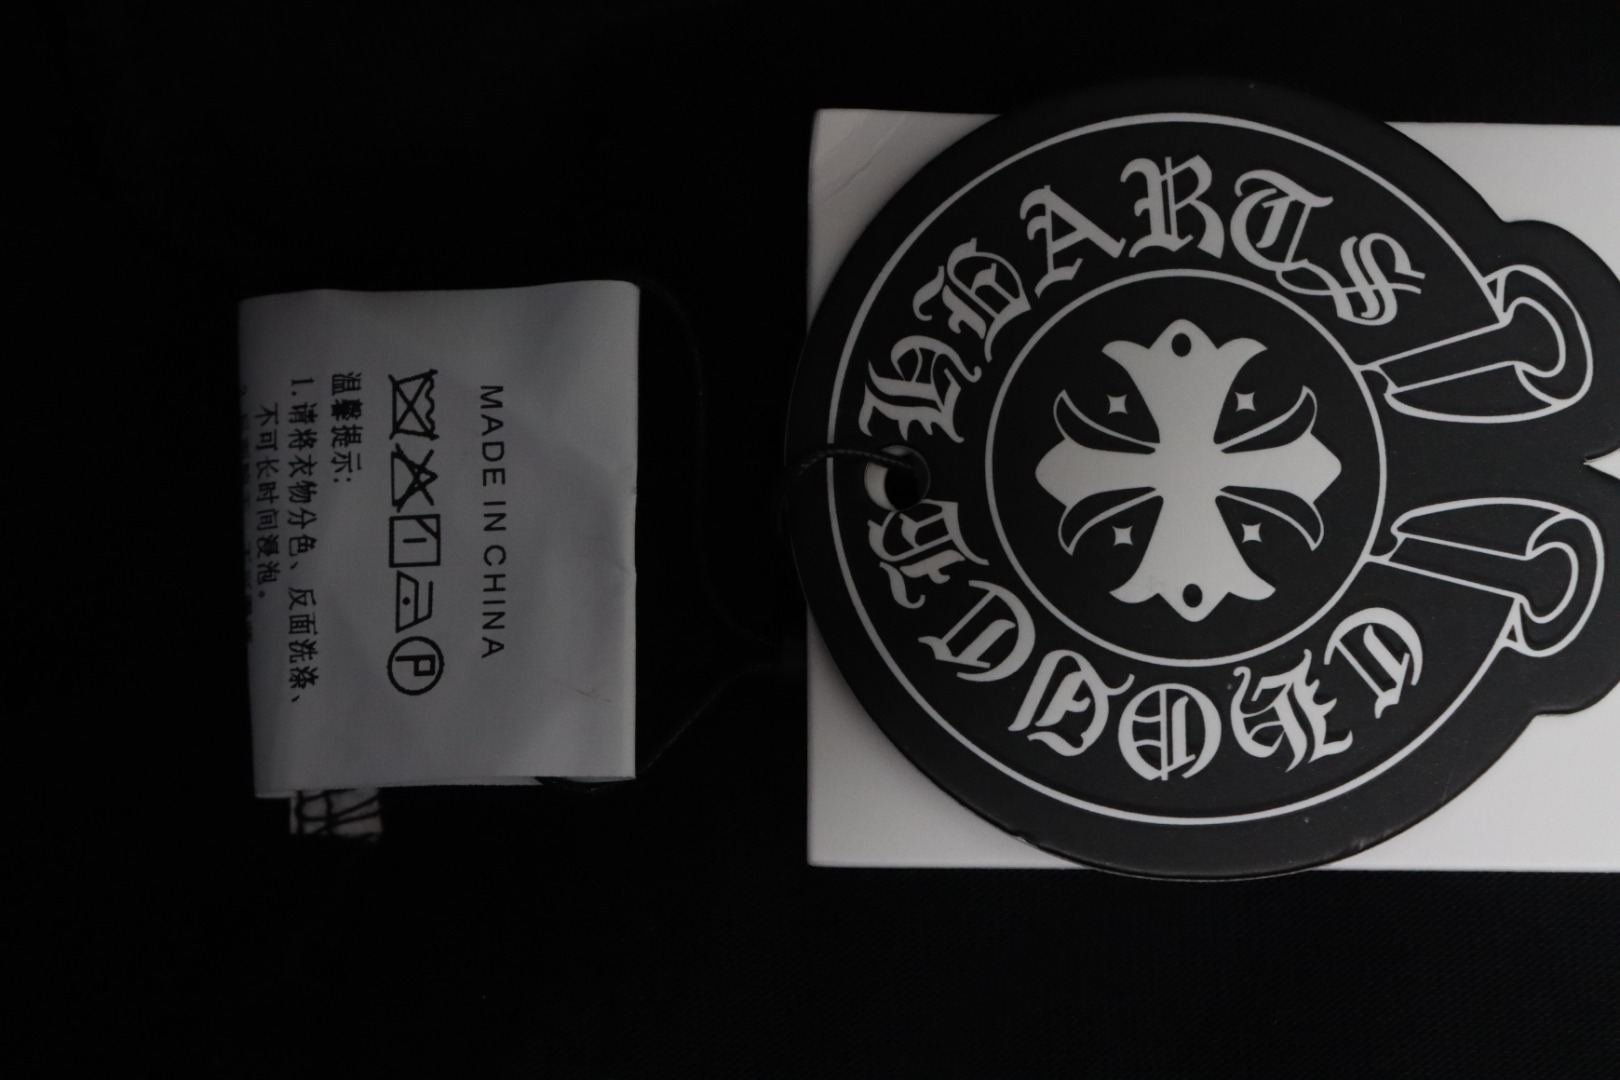 MADE IN CHINA
P
温馨提示:
1.请将衣物分色、反面洗涤、
不可长时间浸泡。
HEARTS